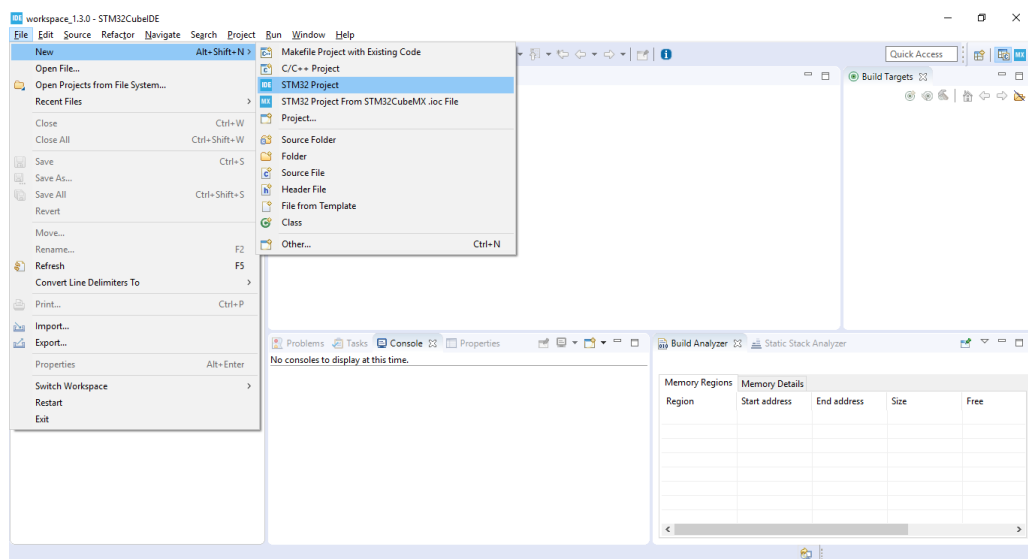 IDE workspace_1.3.0 - STM32CubeIDE
File Edit Source Refactor Navigate Search Project Run Window Help
New Alt+Shift+N >
Open File...
Open Projects from File System...
Recent Files >
Close Ctrl+W
Close All Ctrl+Shift+W
Save Ctrl+S
Save As...
Save All Ctrl+Shift+S
Revert
Move...
Rename... F2
Refresh F5
Convert Line Delimiters To >
Print... Ctrl+P
Import...
Export...
Properties Alt+Enter
Switch Workspace >
Restart
Exit
Makefile Project with Existing Code
C/C++ Project
IDE STM32 Project
MX STM32 Project From STM32CubeMX .ioc File
Project...
Source Folder
Folder
Source File
Header File
File from Template
Class
Other... Ctrl+N
Quick Access
MX
Build Targets
Problems Tasks Console Properties
No consoles to display at this time.
Build Analyzer Static Stack Analyzer
Memory Regions Memory Details
Region Start address End address Size Free